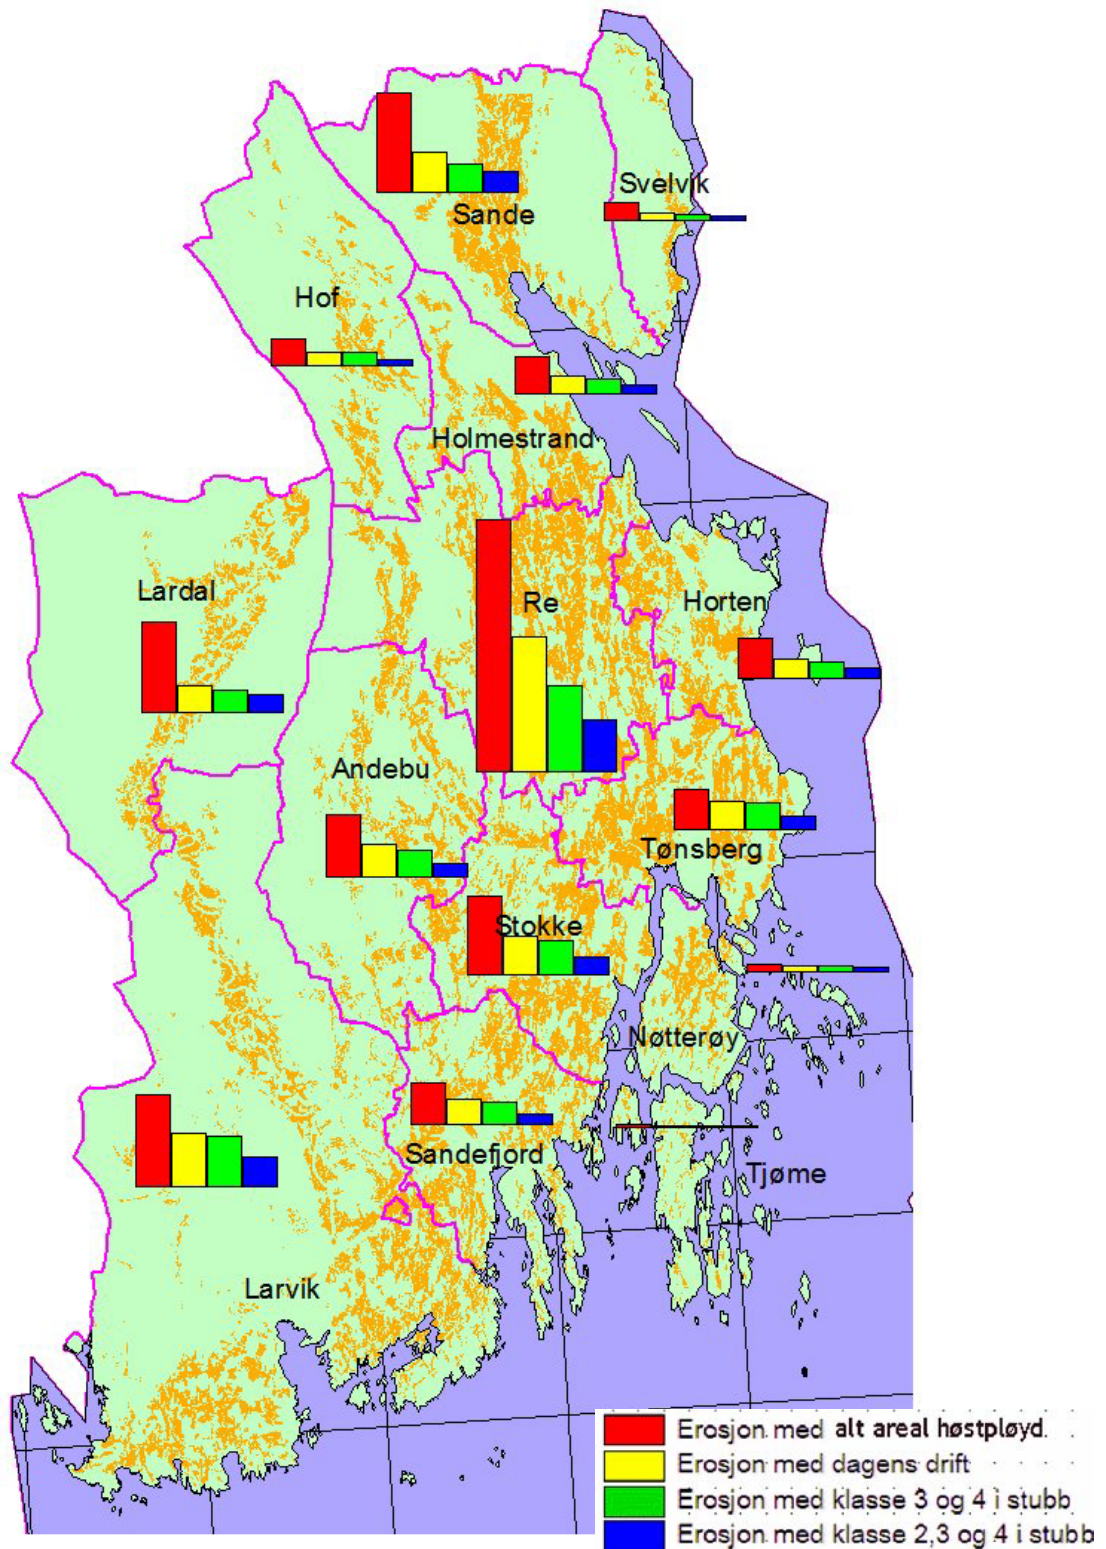 Svelvik
Sande
Hof
Holmestrand
Lardal
Re
Horten
Andebu
Tønsberg
Stokke
Nøtterøy
Sandefjord
Tjøme
Larvik
Erosjon med alt areal høstpløyd.
Erosjon med dagens drift
Erosjon med klasse 3 og 4 i stubb
Erosjon med klasse 2,3 og 4 i stubb